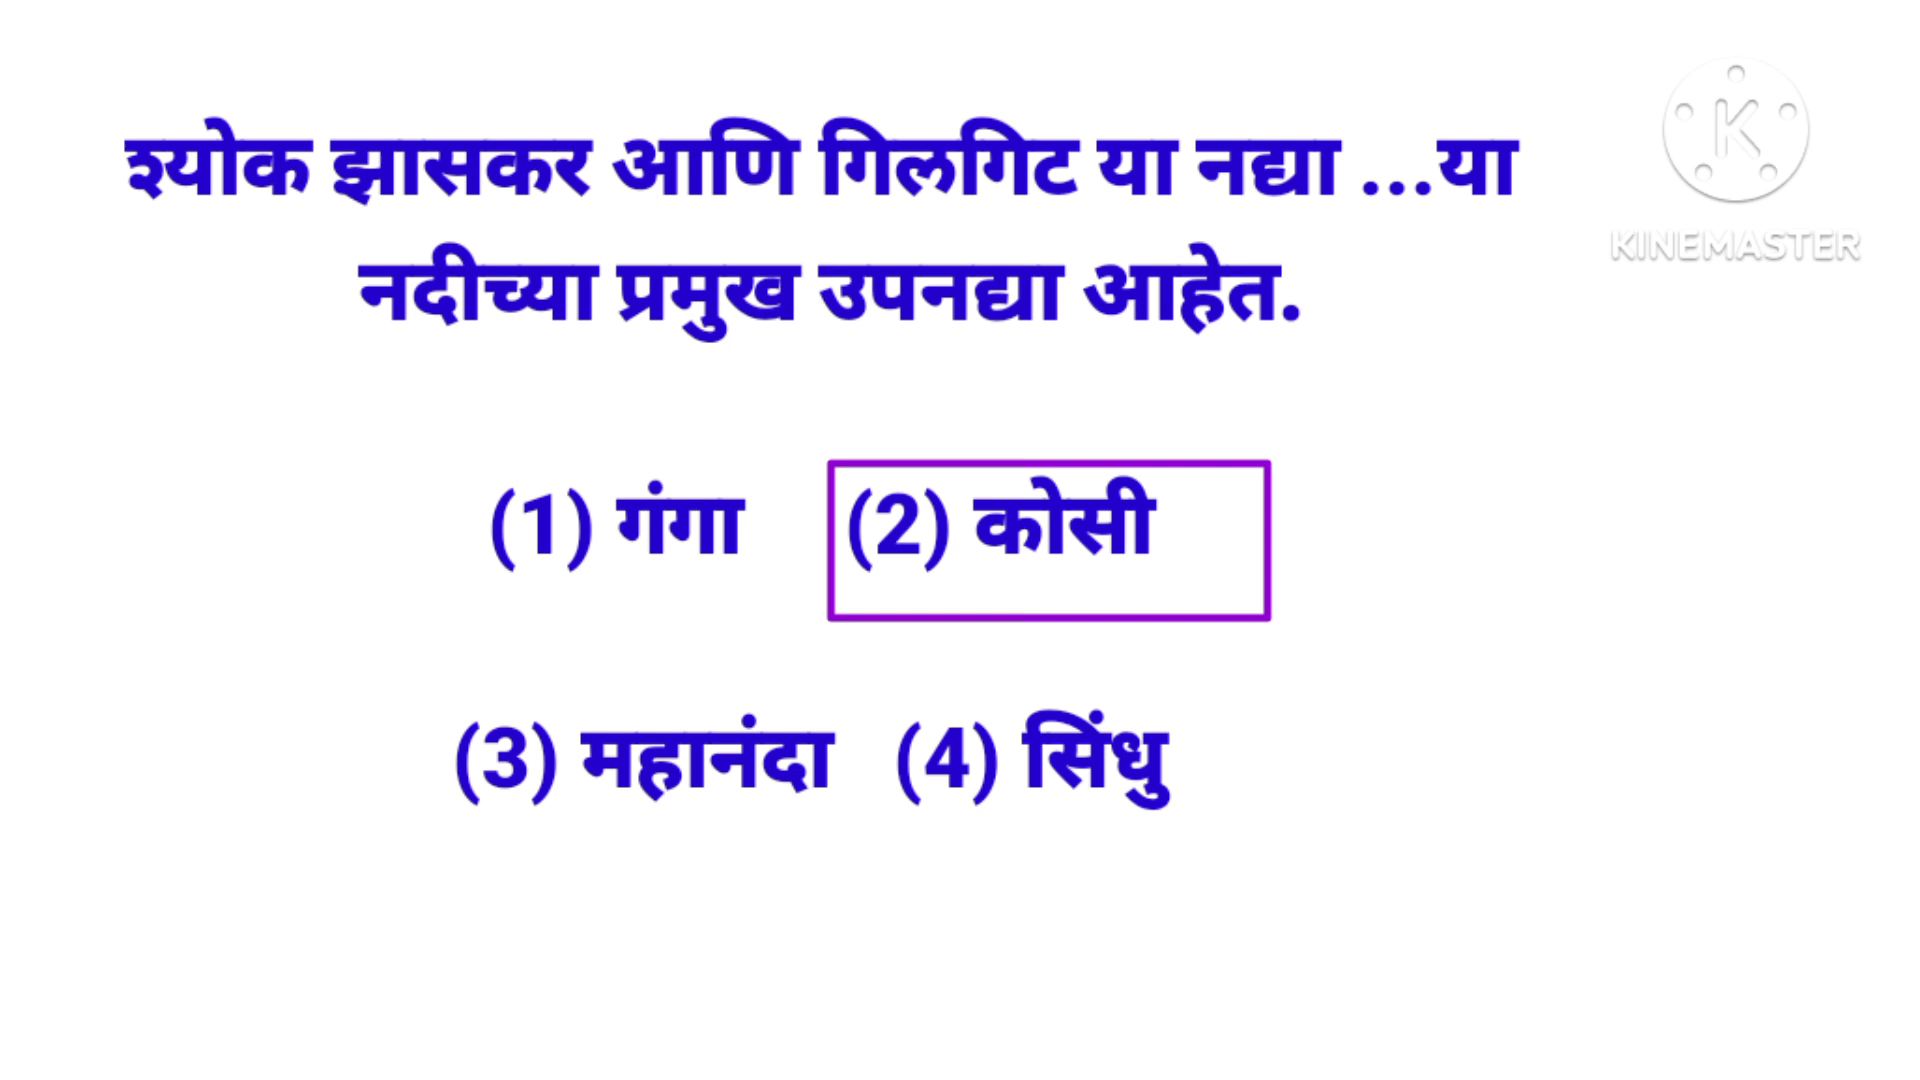 श्योक झासकर आणि गिलगिट या नद्या ...या
नदीच्या प्रमुख उपनद्या आहेत.
(1) गंगा (2) कोसी
(3) महानंदा (4) सिंधु
K
KINEMASTER